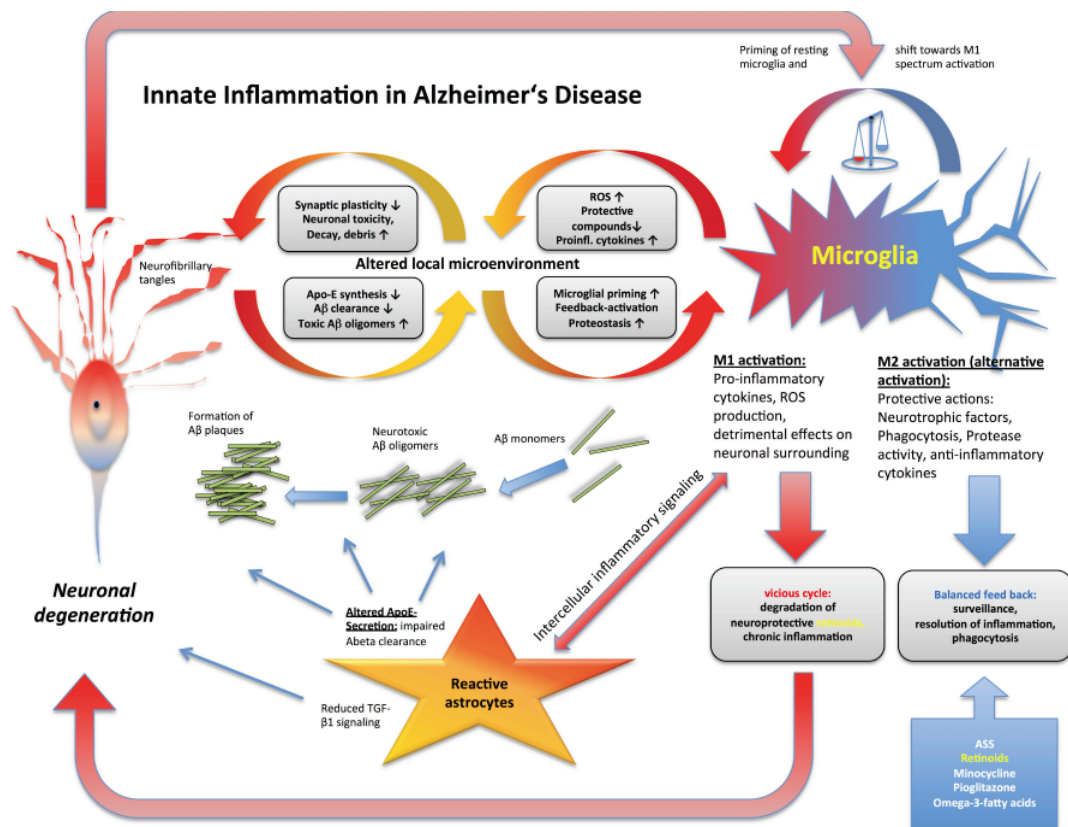 Priming of resting
microglia and
shift towards M1
spectrum activation
Innate Inflammation in Alzheimer‘s Disease
Synaptic plasticity ↓
Neuronal toxicity,
Decay, debris ↑
ROS ↑
Protective
compounds↓
Proinfl. cytokines ↑
Neurofibrillary
tangles
Altered local microenvironment
Microglia
Apo-E synthesis ↓
Aβ clearance ↓
Toxic Aβ oligomers ↑
Microglial priming ↑
Feedback-activation
Proteostasis ↑
M1 activation:
Pro-inflammatory
cytokines, ROS
production,
detrimental effects on
neuronal surrounding
M2 activation (alternative
activation):
Protective actions:
Neurotrophic factors,
Phagocytosis, Protease
activity, anti-inflammatory
cytokines
Formation of
Aβ plaques
Neurotoxic
Aβ oligomers
Aβ monomers
Intercellular inflammatory signaling
Neuronal
degeneration
Altered ApoE-
Secretion: impaired
Abeta clearance
Reactive
astrocytes
Reduced TGF-
β1 signaling
vicious cycle:
degradation of
neuroprotective retinoids,
chronic inflammation
Balanced feed back:
surveillance,
resolution of inflammation,
phagocytosis
ASS
Retinoids
Minocycline
Pioglitazone
Omega-3-fatty acids